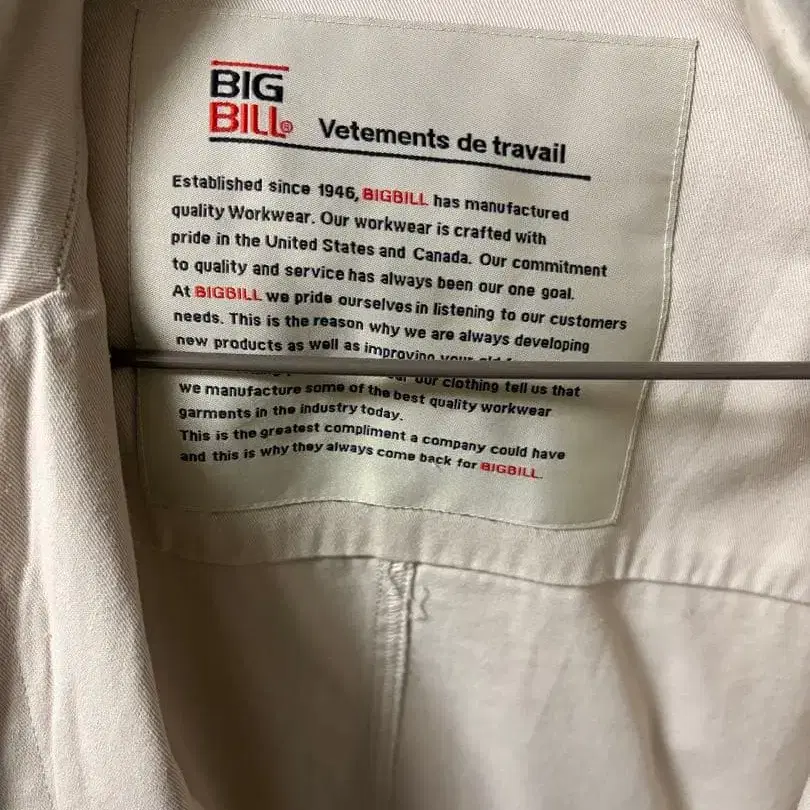 BIG
BILL® Vetements de travail
Established since 1946, BIGBILL has manufactured
quality Workwear. Our workwear is crafted with
pride in the United States and Canada. Our commitment
to quality and service has always been our one goal.
At BIGBILL we pride ourselves in listening to our customers
needs. This is the reason why we are always developing
new products as well as improving
our clothing tell us that
we manufacture some of the best quality workwear
garments in the industry today.
This is the greatest compliment a company could have
and this is why they always come back for BIGBILL.